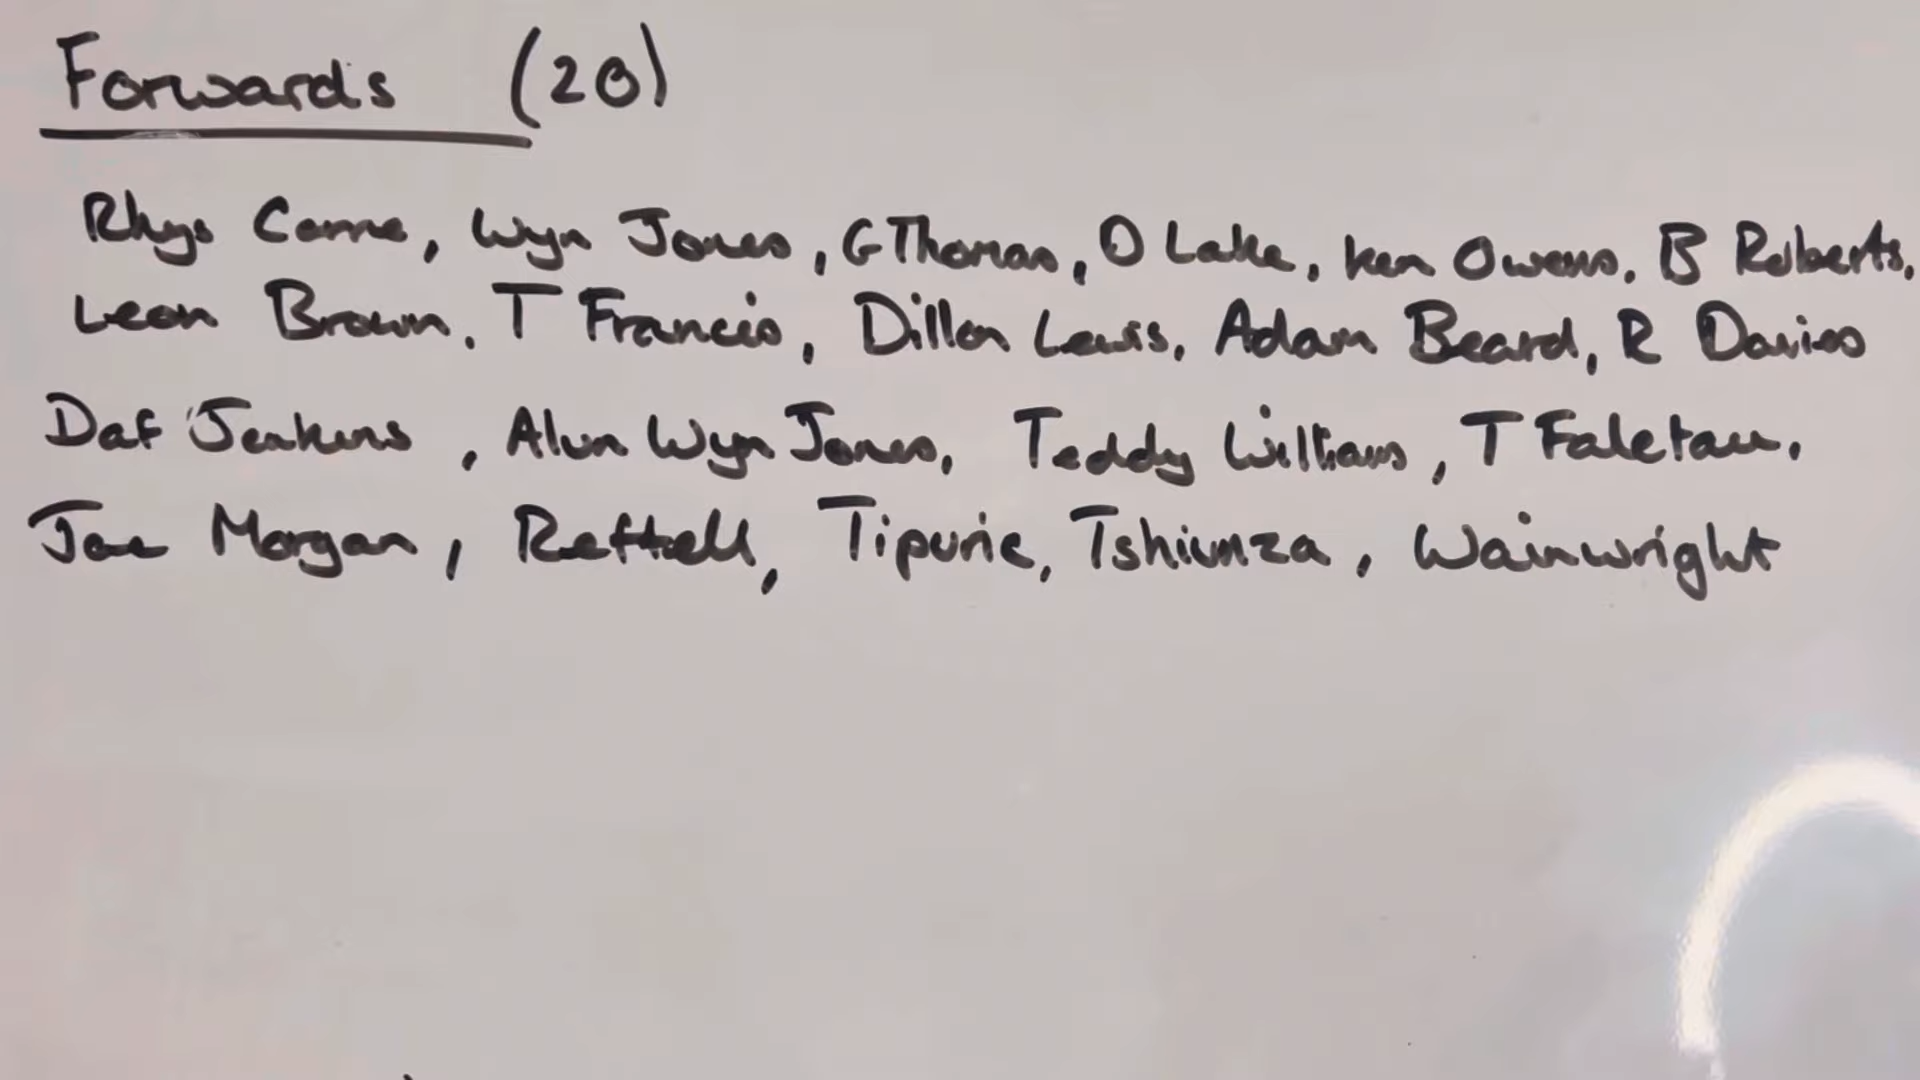 Forwards (20)
Rhys Carre, Wyn Jones, G Thomas, D Lake, Ken Owens, B Roberts,
Leon Brown, T Francis, Dillon Lewis, Adam Beard, R Davies
Daf Jenkins, Alun Wyn Jones, Teddy Williams, T Faletau,
Jac Morgan, Reffell, Tipuric, Tshiunza, Wainwright